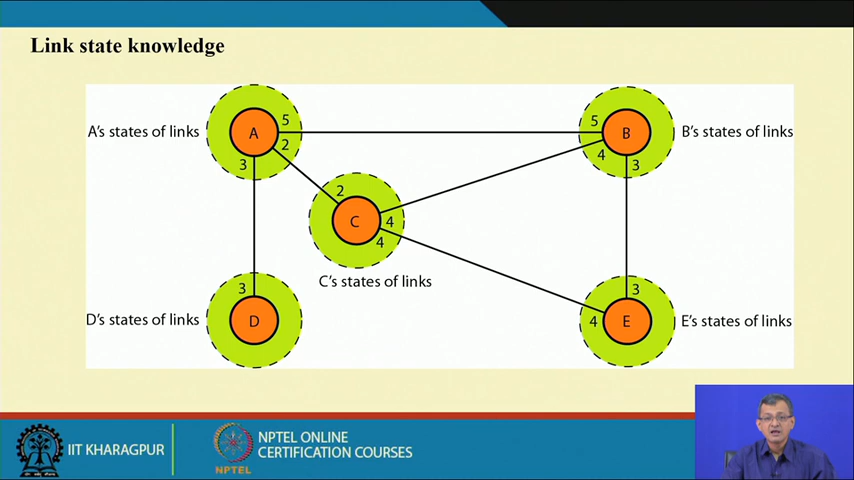 Link state knowledge
A's states of links
A
5
2
3
5
4
3
B
B's states of links
2
C
4
4
C's states of links
D's states of links
3
D
3
4
E
E's states of links
IIT KHARAGPUR
NPTEL
NPTEL ONLINE
CERTIFICATION COURSES